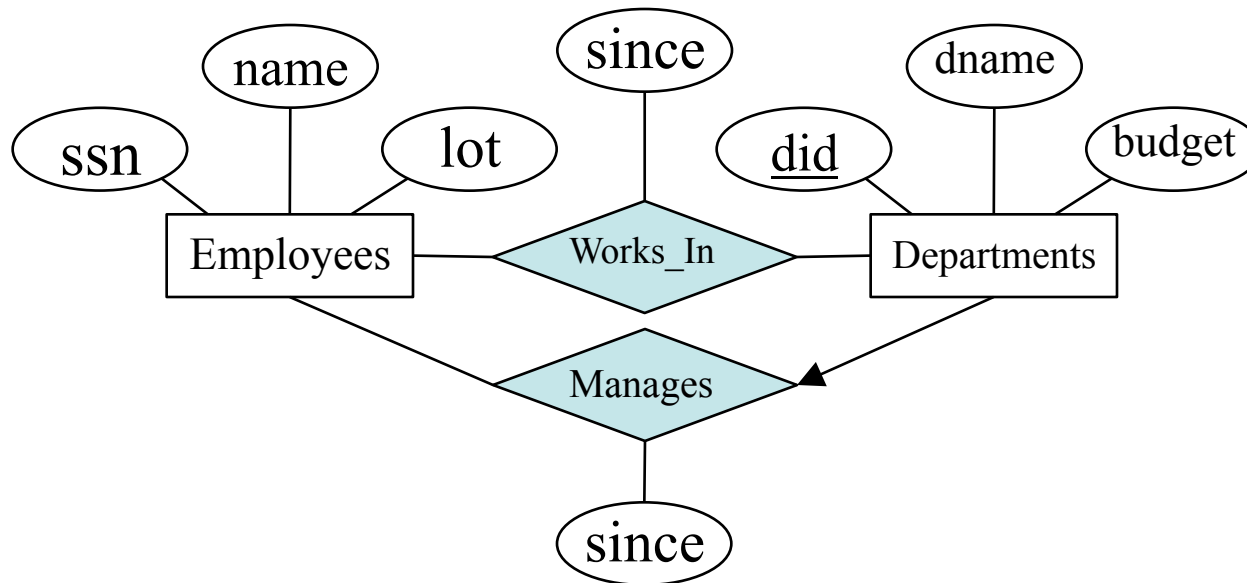 since
name
dname
ssn
lot
did
budget
Employees
Works_In
Departments
Manages
since